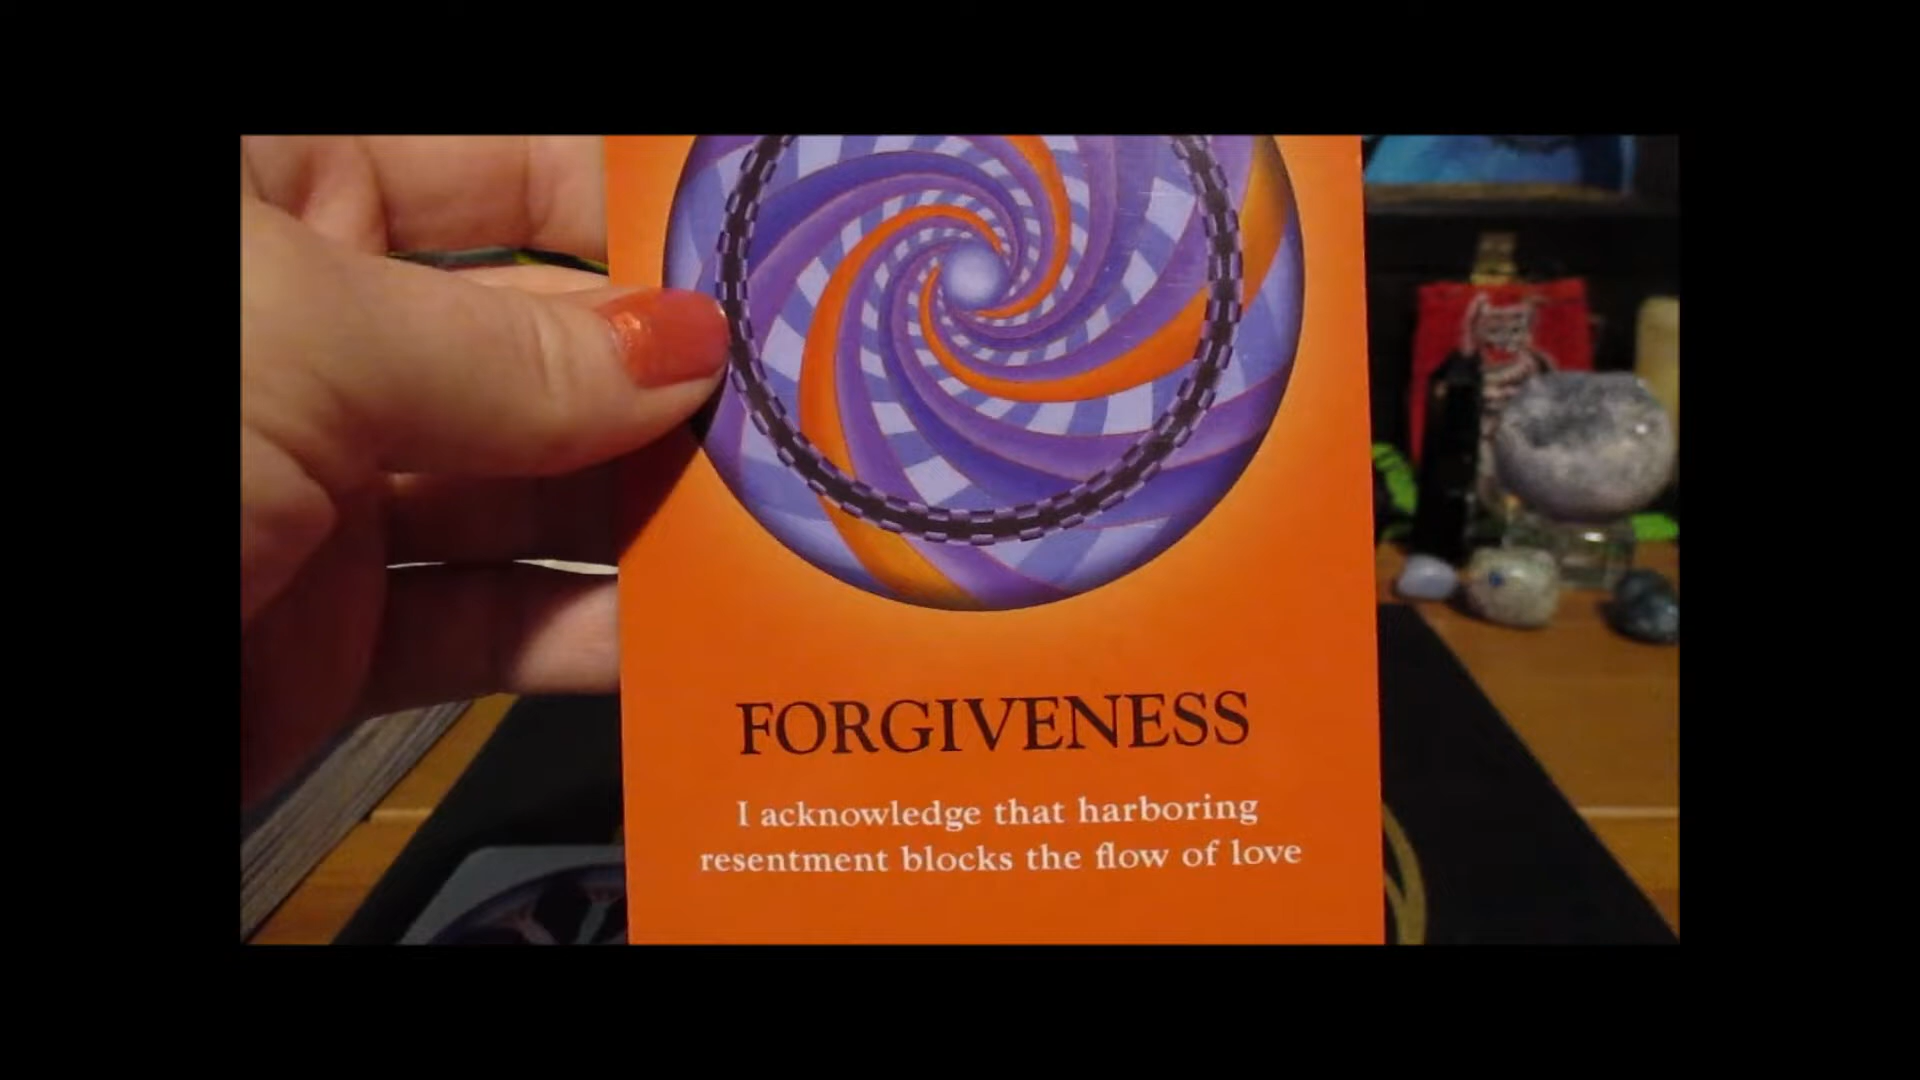 FORGIVENESS
I acknowledge that harboring
resentment blocks the flow of love